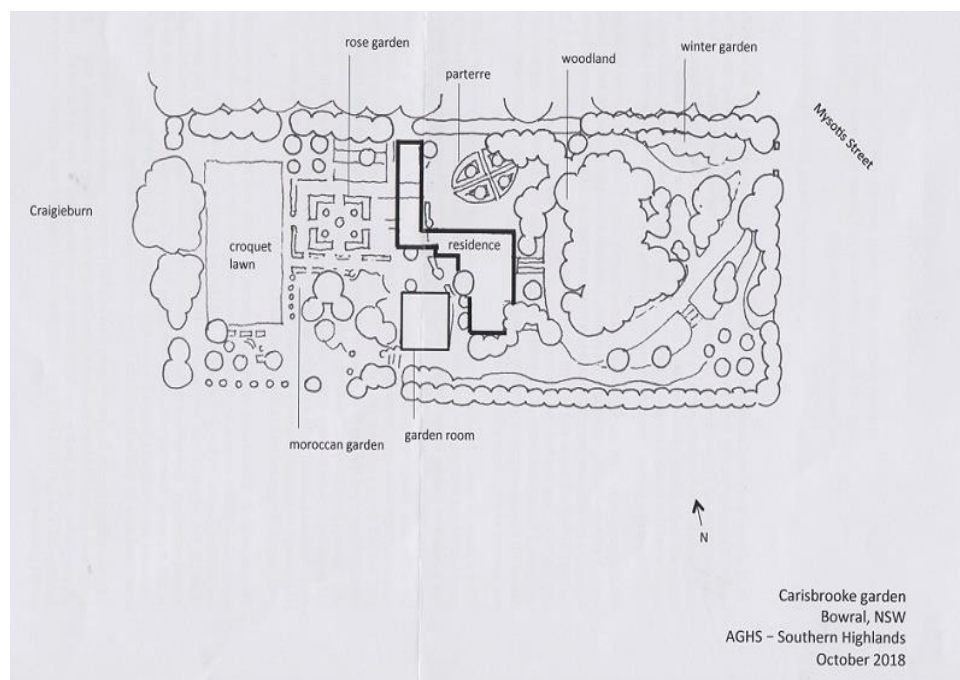 rose garden
parterre
woodland
winter garden
Mysotis Street
Craigieburn
croquet
lawn
residence
moroccan garden
garden room
N
Carisbrooke garden
Bowral, NSW
AGHS – Southern Highlands
October 2018